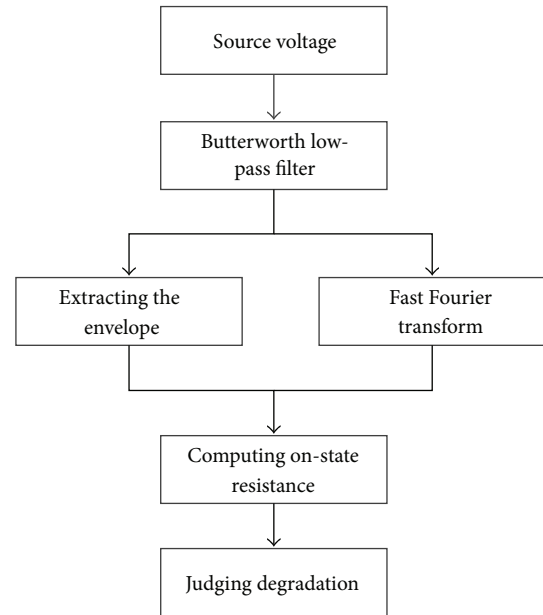 Source voltage
Butterworth low-
pass filter
Extracting the
envelope
Fast Fourier
transform
Computing on-state
resistance
Judging degradation